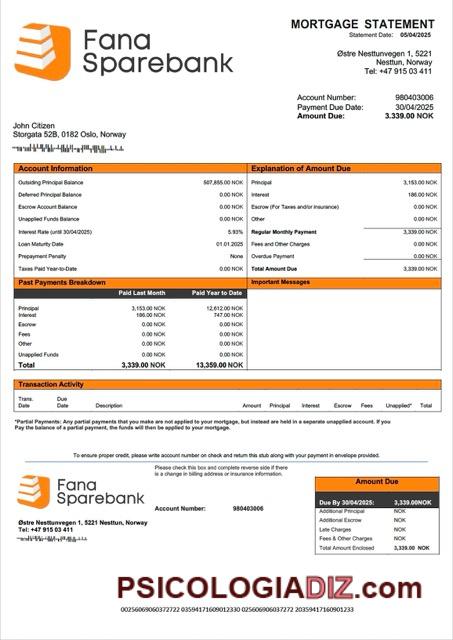 Fana
Sparebank
MORTGAGE STATEMENT
Statement Date: 05/04/2025
Østre Nesttunvegen 1, 5221
Nesttun, Norway
Tel: +47 915 03 411
Account Number: 980403006
Payment Due Date: 30/04/2025
Amount Due: 3.339.00 NOK
John Citizen
Storgata 52B, 0182 Oslo, Norway
Account Information
Outsiding Principal Balance 507,855.00 NOK
Deferred Principal Balance 0.00 NOK
Escrow Account Balance 0.00 NOK
Unapplied Funds Balance 0.00 NOK
Interest Rate (until 30/04/2025) 5.93%
Loan Maturity Date 01.01.2025
Prepayment Penalty None
Taxes Paid Year-to-Date 0.00 NOK
Explanation of Amount Due
Principal 3,153.00 NOK
Interest 186.00 NOK
Escrow (For Taxes and/or insurance) 0.00 NOK
Other 0.00 NOK
Regular Monthly Payment 3,339.00 NOK
Fees and Other Charges 0.00 NOK
Overdue Payment 0.00 NOK
Total Amount Due 3,339.00 NOK
Past Payments Breakdown
Paid Last Month Paid Year to Date
Principal 3,153.00 NOK 12,612.00 NOK
Interest 186.00 NOK 747.00 NOK
Escrow 0.00 NOK 0.00 NOK
Fees 0.00 NOK 0.00 NOK
Other 0.00 NOK 0.00 NOK
Unapplied Funds 0.00 NOK 0.00 NOK
Total 3,339.00 NOK 13,359.00 NOK
Important Messages
Transaction Activity
Trans. Date Due Date Description Amount Principal Interest Escrow Fees Unapplied* Total
*Partial Payments: Any partial payments that you make are not applied to your mortgage, but instead are held in a separate unapplied account. If you
Pay the balance of a partial payment, the funds will then be applied to your mortgage.
To ensure proper credit, please write account number on check and return this stub along with your payment in envelope provided.
Please check this box and complete reverse side if there
is a change in billing address or insurance information.
Fana
Sparebank
Account Number: 980403006
Østre Nesttunvegen 1, 5221 Nesttun, Norway
Tel: +47 915 03 411
Amount Due
Due By 30/04/2025: 3,339.00NOK
Additional Principal NOK
Additional Escrow NOK
Late Charges NOK
Fees & Other Charges NOK
Total Amount Enclosed 3,339.00 NOK
PSICOLOGIADIZ.com
0025606906037272 03594171609012330 0256069060372722 20359417160901233